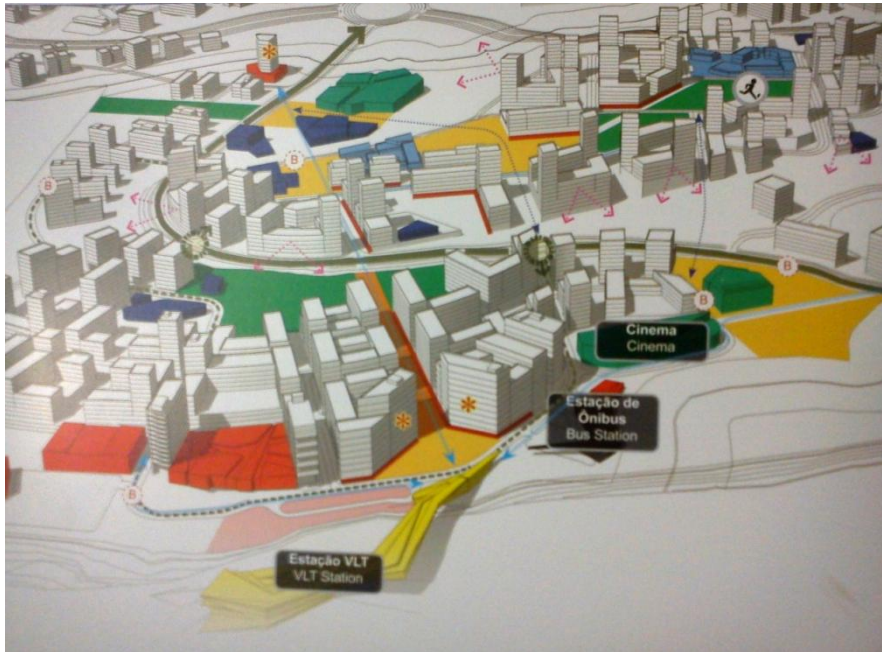 B
B
B
B
Cinema
Cinema
Estação de
Ônibus
Bus Station
B
Estação VLT
VLT Station